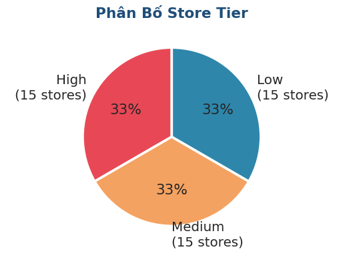 Phân Bố Store Tier
High
(15 stores)
Low
(15 stores)
33%
33%
33%
Medium
(15 stores)